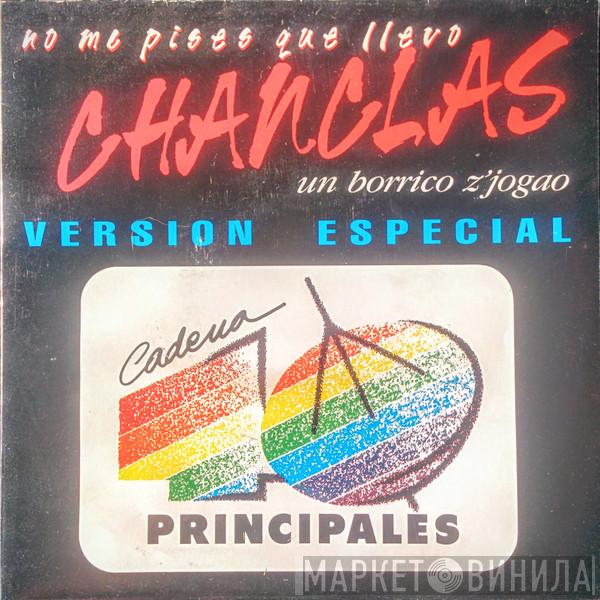 no me pises que llevo
CHANCLAS
un borrico z'jogao
VERSION ESPECIAL
Cadena
40
PRINCIPALES
МАРКЕТ ВИНИЛА